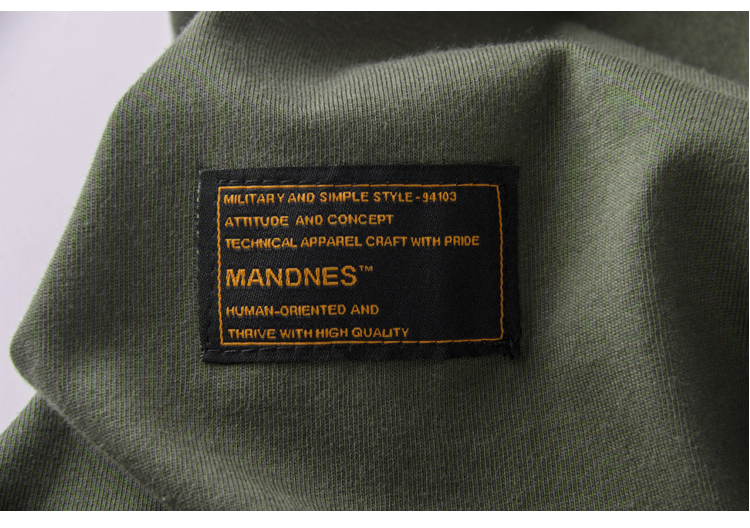 MILITARY AND SIMPLE STYLE-94103
ATTITUDE AND CONCEPT
TECHNICAL APPAREL CRAFT WITH PRIDE
MANDNES™
HUMAN-ORIENTED AND
THRIVE WITH HIGH QUALITY